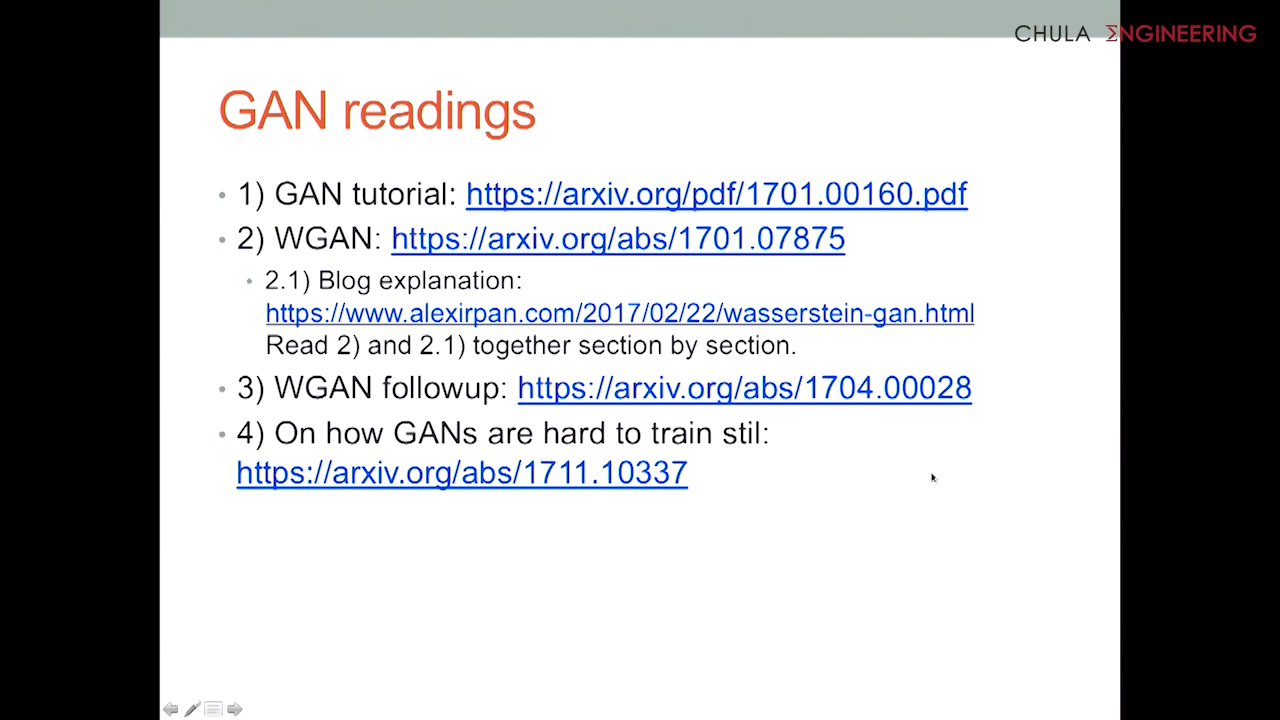 CHULA ΣNGINEERING
GAN readings
• 1) GAN tutorial: https://arxiv.org/pdf/1701.00160.pdf
• 2) WGAN: https://arxiv.org/abs/1701.07875
• 2.1) Blog explanation:
https://www.alexirpan.com/2017/02/22/wasserstein-gan.html
Read 2) and 2.1) together section by section.
• 3) WGAN followup: https://arxiv.org/abs/1704.00028
• 4) On how GANs are hard to train stil:
https://arxiv.org/abs/1711.10337